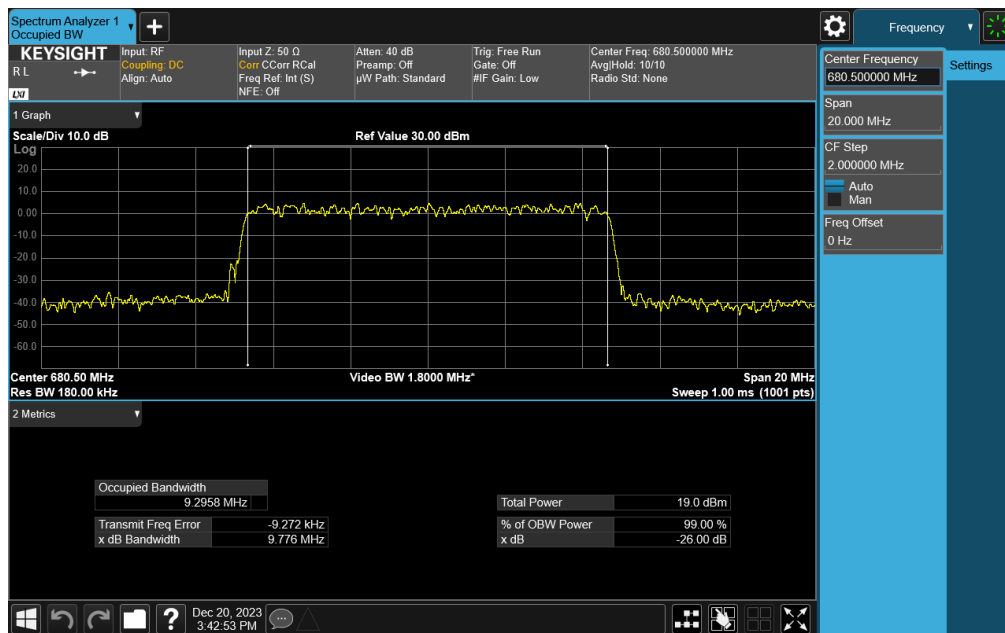 Spectrum Analyzer 1
Occupied BW
Frequency
KEYSIGHT
R L
LXI
Input: RF
Coupling: DC
Align: Auto
Input Z: 50 Ω
Corr CCorr RCal
Freq Ref: Int (S)
NFE: Off
Atten: 40 dB
Preamp: Off
µW Path: Standard
Trig: Free Run
Gate: Off
#IF Gain: Low
Center Freq: 680.500000 MHz
Avg|Hold: 10/10
Radio Std: None
Center Frequency
680.500000 MHz
Settings
Span
20.000 MHz
CF Step
2.000000 MHz
Auto
Man
Freq Offset
0 Hz
1 Graph
Scale/Div 10.0 dB
Ref Value 30.00 dBm
Log
20.0
10.0
0.00
-10.0
-20.0
-30.0
-40.0
-50.0
-60.0
Center 680.50 MHz
Video BW 1.8000 MHz*
Span 20 MHz
Res BW 180.00 kHz
Sweep 1.00 ms (1001 pts)
2 Metrics
Occupied Bandwidth
9.2958 MHz
Total Power 19.0 dBm
Transmit Freq Error -9.272 kHz
% of OBW Power 99.00 %
x dB Bandwidth 9.776 MHz
x dB -26.00 dB
Dec 20, 2023
3:42:53 PM